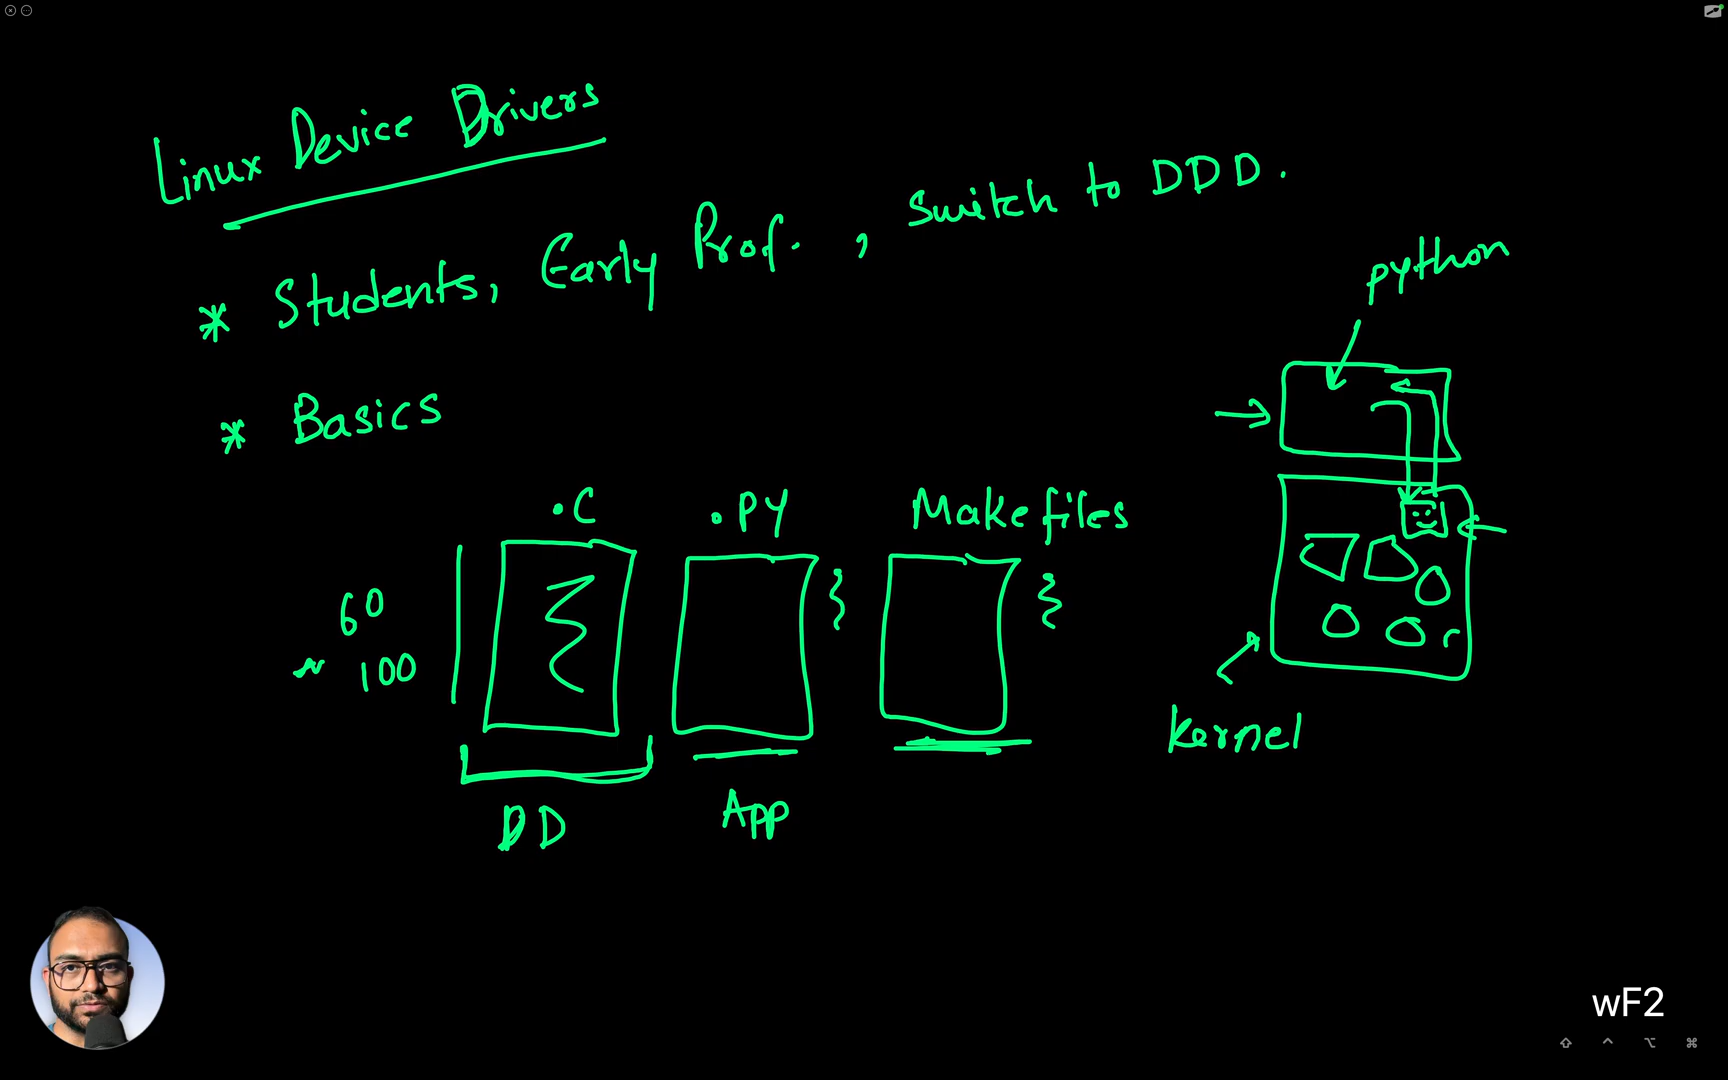 Linux Device Drivers
* Students, Early Prof. , switch to DDD.
python
* Basics
.C .PY Makefiles
60
~ 100
kernel
DD App
wF2
⇧ ^ ⌥ ⌘